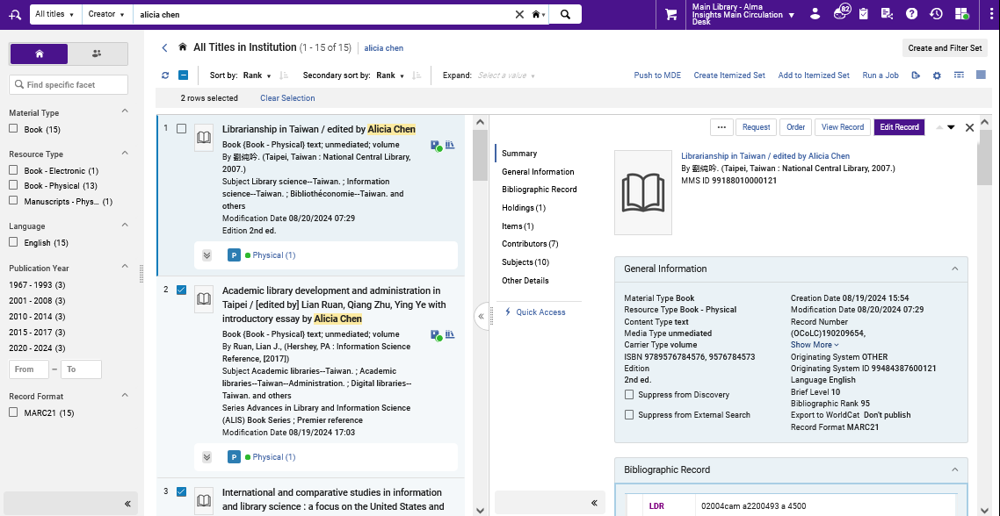 All titles
Creator
alicia chen
Main Library - Alma
Insights Main Circulation
Desk
82
All Titles in Institution (1 - 15 of 15)
alicia chen
Create and Filter Set
Sort by: Rank
Secondary sort by: Rank
Expand: Select a value
Push to MDE
Create Itemized Set
Add to Itemized Set
Run a Job
2 rows selected
Clear Selection
Find specific facet
Material Type
Book (15)
Resource Type
Book - Electronic (1)
Book - Physical (13)
Manuscripts - Phys... (1)
Language
English (15)
Publication Year
1967 - 1993 (3)
2001 - 2008 (3)
2010 - 2014 (3)
2015 - 2017 (3)
2020 - 2024 (3)
From – To
Record Format
MARC21 (15)
1
Librarianship in Taiwan / edited by Alicia Chen
Book {Book - Physical} text; unmediated; volume
By 劉純吟. (Taipei, Taiwan : National Central Library,
2007.)
Subject Library science--Taiwan. ; Information
science--Taiwan. ; Bibliothéconomie--Taiwan. and
others
Modification Date 08/20/2024 07:29
Edition 2nd ed.
P Physical (1)
2
Academic library development and administration in
Taipei / [edited by] Lian Ruan, Qiang Zhu, Ying Ye with
introductory essay by Alicia Chen
Book {Book - Physical} text; unmediated; volume
By Ruan, Lian J., (Hershey, PA : Information Science
Reference, [2017])
Subject Academic libraries--Taiwan. ; Academic
libraries--Taiwan--Administration. ; Digital libraries--
Taiwan. and others
Series Advances in Library and Information Science
(ALIS) Book Series ; Premier reference
Modification Date 08/19/2024 17:03
P Physical (1)
3
International and comparative studies in information
and library science : a focus on the United States and
Summary
General Information
Bibliographic Record
Holdings (1)
Items (1)
Contributors (7)
Subjects (10)
Other Details
Quick Access
Request
Order
View Record
Edit Record
Librarianship in Taiwan / edited by Alicia Chen
By 劉純吟. (Taipei, Taiwan : National Central Library, 2007.)
MMS ID 99188010000121
General Information
Material Type Book
Resource Type Book - Physical
Content Type text
Media Type unmediated
Carrier Type volume
ISBN 9789576784576, 9576784573
Edition
2nd ed.
Suppress from Discovery
Suppress from External Search
Creation Date 08/19/2024 15:54
Modification Date 08/20/2024 07:29
Record Number
(OCoLC)190209654,
Show More
Originating System OTHER
Originating System ID 99484387600121
Language English
Brief Level 10
Bibliographic Rank 95
Export to WorldCat Don't publish
Record Format MARC21
Bibliographic Record
LDR 02004cam a2200493 a 4500